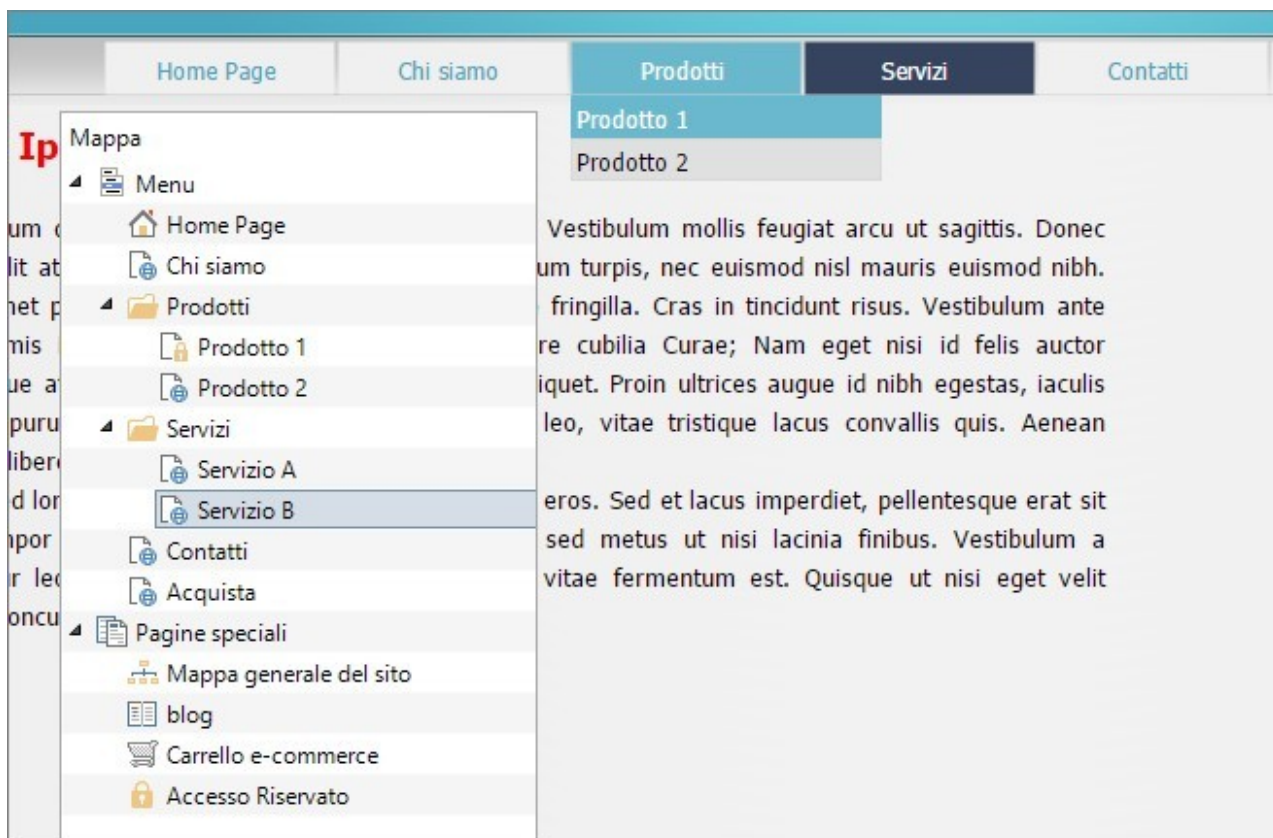 Home Page Chi siamo Prodotti Servizi Contatti
Prodotto 1
Prodotto 2
Ip
Mappa
Menu
Home Page
Chi siamo
Prodotti
Prodotto 1
Prodotto 2
Servizi
Servizio A
Servizio B
Contatti
Acquista
Pagine speciali
Mappa generale del sito
blog
Carrello e-commerce
Accesso Riservato
Vestibulum mollis feugiat arcu ut sagittis. Donec
um turpis, nec euismod nisl mauris euismod nibh.
fringilla. Cras in tincidunt risus. Vestibulum ante
re cubilia Curae; Nam eget nisi id felis auctor
iquet. Proin ultrices augue id nibh egestas, iaculis
leo, vitae tristique lacus convallis quis. Aenean
eros. Sed et lacus imperdiet, pellentesque erat sit
sed metus ut nisi lacinia finibus. Vestibulum a
vitae fermentum est. Quisque ut nisi eget velit